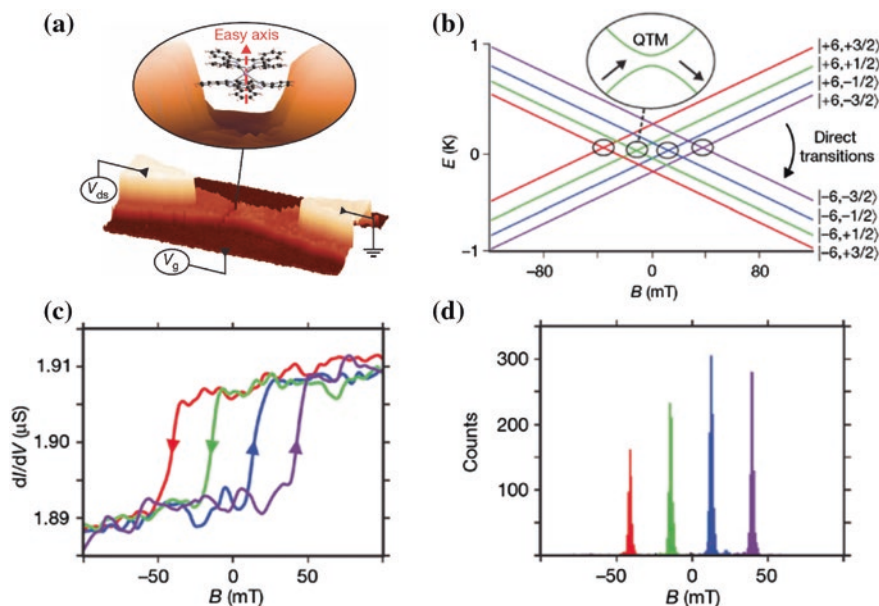 (a)
Easy axis
Vds
Vg
(b)
QTM
|+6,+3/2⟩
|+6,+1/2⟩
|+6,−1/2⟩
|+6,−3/2⟩
Direct
transitions
|−6,−3/2⟩
|−6,−1/2⟩
|−6,+1/2⟩
|−6,+3/2⟩
1
0
−1
E (K)
−80
0
80
B (mT)
(c)
1.91
1.90
1.89
dI/dV (μS)
−50
0
50
B (mT)
(d)
300
200
100
Counts
−50
0
50
B (mT)